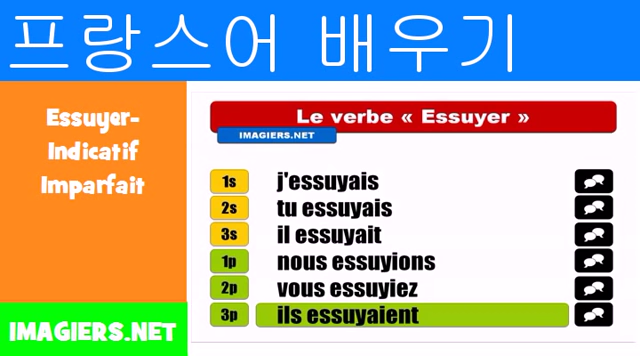 프랑스어 배우기
Essuyer-
Indicatif
Imparfait
IMAGIERS.NET
Le verbe « Essuyer »
IMAGIERS.NET
1s j'essuyais
2s tu essuyais
3s il essuyait
1p nous essuyions
2p vous essuyiez
3p ils essuyaient